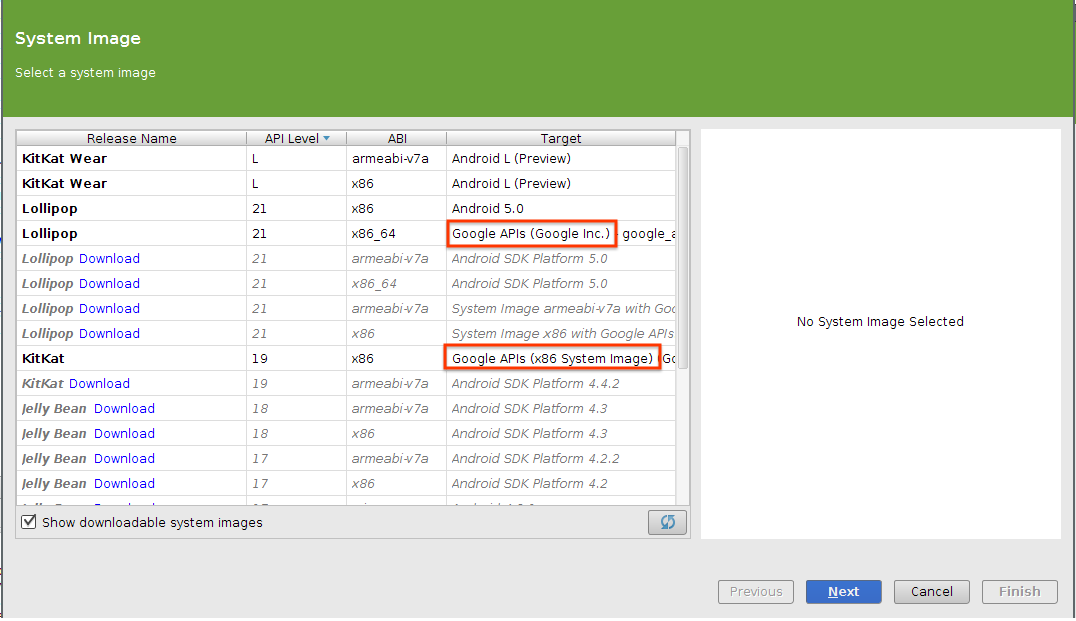 System Image
Select a system image
Release Name API Level ABI Target
KitKat Wear L armeabi-v7a Android L (Preview)
KitKat Wear L x86 Android L (Preview)
Lollipop 21 x86 Android 5.0
Lollipop 21 x86_64 Google APIs (Google Inc.) google_a
Lollipop Download 21 armeabi-v7a Android SDK Platform 5.0
Lollipop Download 21 x86_64 Android SDK Platform 5.0
Lollipop Download 21 armeabi-v7a System Image armeabi-v7a with Goo
Lollipop Download 21 x86 System Image x86 with Google APIs
KitKat 19 x86 Google APIs (x86 System Image) (Go
KitKat Download 19 armeabi-v7a Android SDK Platform 4.4.2
Jelly Bean Download 18 armeabi-v7a Android SDK Platform 4.3
Jelly Bean Download 18 x86 Android SDK Platform 4.3
Jelly Bean Download 17 armeabi-v7a Android SDK Platform 4.2.2
Jelly Bean Download 17 x86 Android SDK Platform 4.2
No System Image Selected
Show downloadable system images
Previous Next Cancel Finish